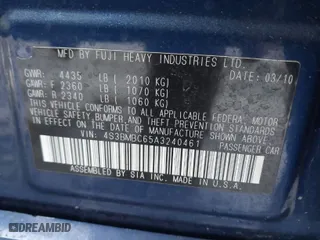 MFD BY FUJI HEAVY INDUSTRIES LTD.
DATE: 03/10
GVWR: 4435 LB ( 2010 KG)
GAWR: F 2360 LB ( 1070 KG)
GAWR: R 2340 LB ( 1060 KG)
THIS VEHICLE CONFORMS TO ALL APPLICABLE FEDERAL MOTOR
VEHICLE SAFETY, BUMPER, AND THEFT PREVENTION STANDARDS
IN EFFECT ON THE DATE OF MANUFACTURE SHOWN ABOVE.
VIN: 4S3BMBC65A3240461
PASSENGER CAR
ASSEMBLED BY SIA INC. MADE IN U.S.A.